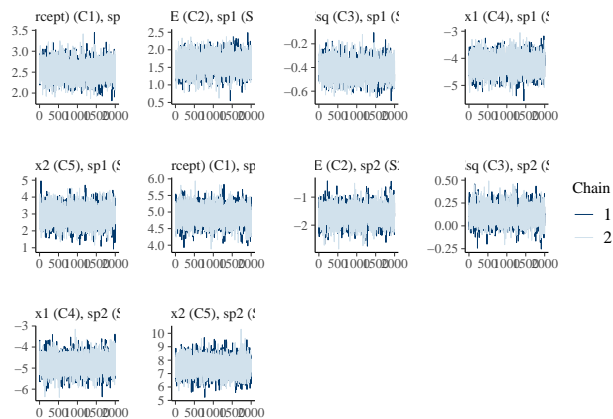 rcept) (C1), sp
E (C2), sp1 (S
sq (C3), sp1 (S
x1 (C4), sp1 (S
3.5
3.0
2.5
2.0
2.5
2.0
1.5
1.0
0.5
−0.2
−0.4
−0.6
−3
−4
−5
0 500 1000 1500 2000
0 500 1000 1500 2000
0 500 1000 1500 2000
0 500 1000 1500 2000
x2 (C5), sp1 (S
rcept) (C1), sp
E (C2), sp2 (S
sq (C3), sp2 (S
5
4
3
2
1
6.0
5.5
5.0
4.5
4.0
−1
−2
0.50
0.25
0.00
−0.25
0 500 1000 1500 2000
0 500 1000 1500 2000
0 500 1000 1500 2000
0 500 1000 1500 2000
Chain
1
2
x1 (C4), sp2 (S
x2 (C5), sp2 (S
−3
−4
−5
−6
10
9
8
7
6
5
0 500 1000 1500 2000
0 500 1000 1500 2000